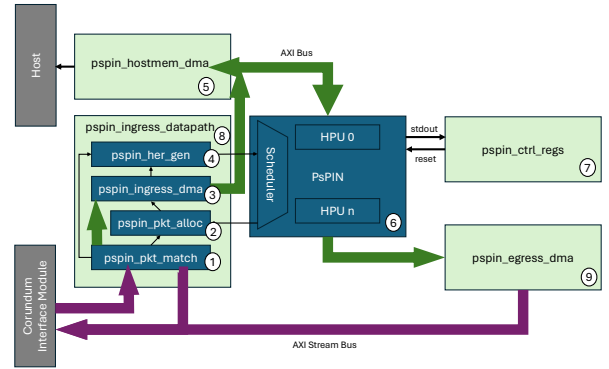 Host
pspin_hostmem_dma
5
AXI Bus
pspin_ingress_datapath
8
pspin_her_gen
4
pspin_ingress_dma
3
pspin_pkt_alloc
2
pspin_pkt_match
1
Scheduler
HPU 0
PsPIN
HPU n
6
stdout
reset
pspin_ctrl_regs
7
pspin_egress_dma
9
Corundum
Interface Module
AXI Stream Bus